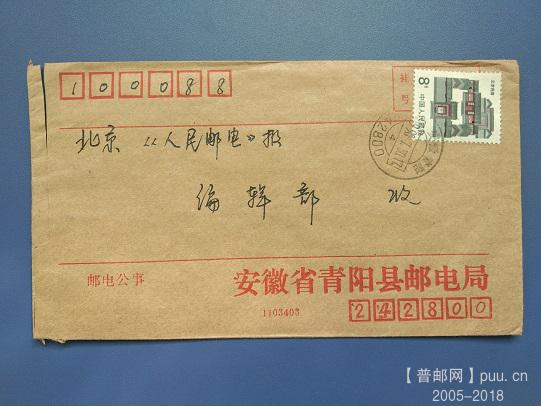 100088
8分
中国人民邮政
北京《人民邮电》报
编辑部 收
242800
邮电公事
安徽省青阳县邮电局
1103403
242800
【普邮网】puu.cn
2005-2018